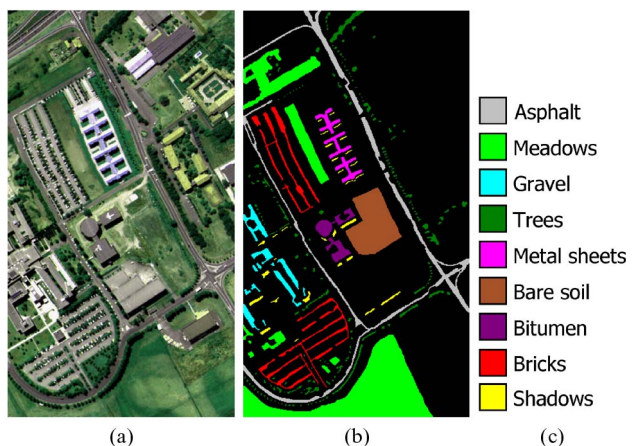 Asphalt
Meadows
Gravel
Trees
Metal sheets
Bare soil
Bitumen
Bricks
Shadows
(a)
(b)
(c)